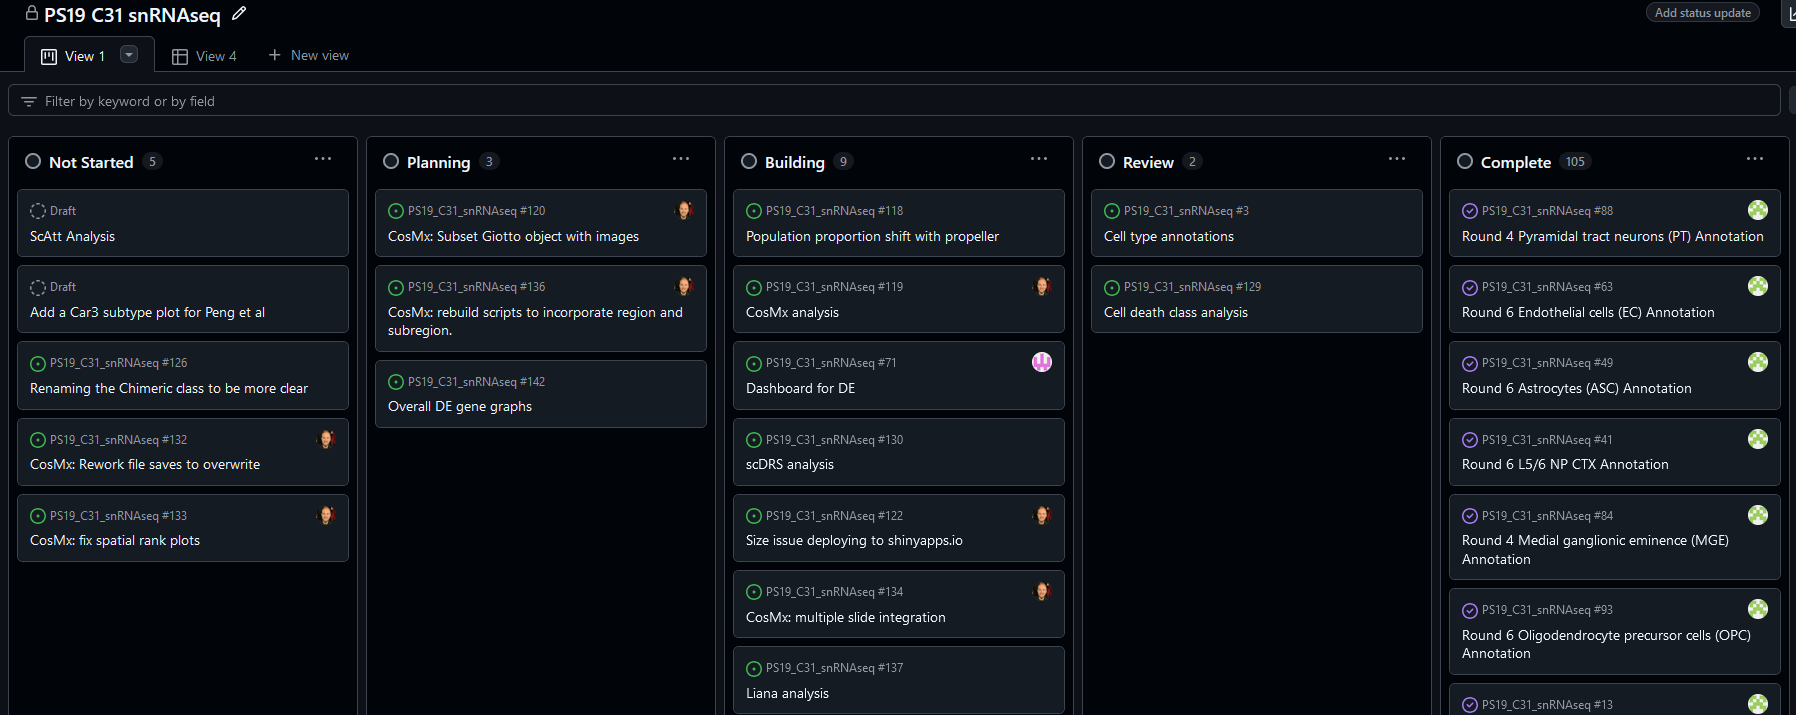 PS19 C31 snRNAseq
Add status update
View 1
View 4
New view
Filter by keyword or by field
Not Started 5
Draft
ScAtt Analysis
Draft
Add a Car3 subtype plot for Peng et al
PS19_C31_snRNAseq #126
Renaming the Chimeric class to be more clear
PS19_C31_snRNAseq #132
CosMx: Rework file saves to overwrite
PS19_C31_snRNAseq #133
CosMx: fix spatial rank plots
Planning 3
PS19_C31_snRNAseq #120
CosMx: Subset Giotto object with images
PS19_C31_snRNAseq #136
CosMx: rebuild scripts to incorporate region and
subregion.
PS19_C31_snRNAseq #142
Overall DE gene graphs
Building 9
PS19_C31_snRNAseq #118
Population proportion shift with propeller
PS19_C31_snRNAseq #119
CosMx analysis
PS19_C31_snRNAseq #71
Dashboard for DE
PS19_C31_snRNAseq #130
scDRS analysis
PS19_C31_snRNAseq #122
Size issue deploying to shinyapps.io
PS19_C31_snRNAseq #134
CosMx: multiple slide integration
PS19_C31_snRNAseq #137
Liana analysis
Review 2
PS19_C31_snRNAseq #3
Cell type annotations
PS19_C31_snRNAseq #129
Cell death class analysis
Complete 105
PS19_C31_snRNAseq #88
Round 4 Pyramidal tract neurons (PT) Annotation
PS19_C31_snRNAseq #63
Round 6 Endothelial cells (EC) Annotation
PS19_C31_snRNAseq #49
Round 6 Astrocytes (ASC) Annotation
PS19_C31_snRNAseq #41
Round 6 L5/6 NP CTX Annotation
PS19_C31_snRNAseq #84
Round 4 Medial ganglionic eminence (MGE)
Annotation
PS19_C31_snRNAseq #93
Round 6 Oligodendrocyte precursor cells (OPC)
Annotation
PS19_C31_snRNAseq #13